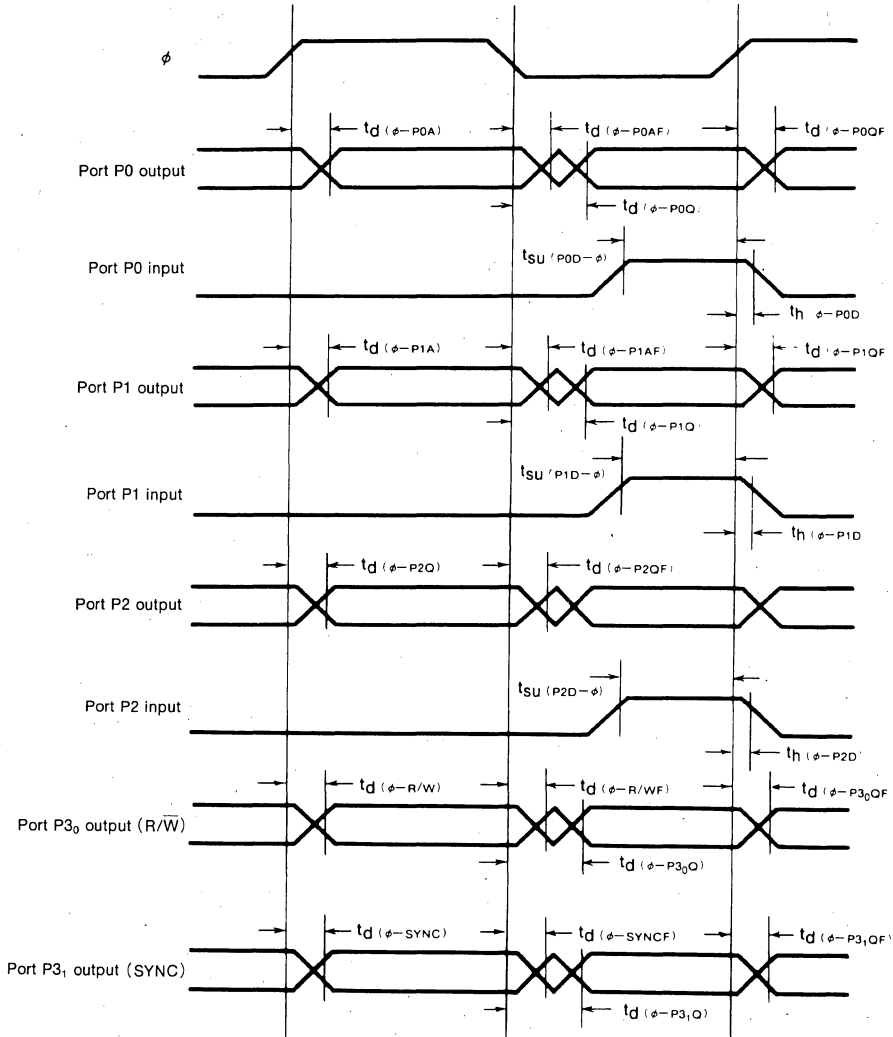 φ
td (φ−P0A) td (φ−P0AF) td (φ−P0QF
Port P0 output
td (φ−P0Q)
Port P0 input
tsu (P0D−φ)
th φ−P0D
td (φ−P1A) td (φ−P1AF) td (φ−P1QF
Port P1 output
td (φ−P1Q
tsu (P1D−φ)
Port P1 input
th (φ−P1D
td (φ−P2Q) td (φ−P2QF)
Port P2 output
tsu (P2D−φ)
Port P2 input
th (φ−P2D
td (φ−R/W) td (φ−R/WF) td (φ−P3₀QF
Port P3₀ output (R/W̅)
td (φ−P3₀Q)
td (φ−SYNC) td (φ−SYNCF) td (φ−P3₁QF)
Port P3₁ output (SYNC)
td (φ−P3₁Q)